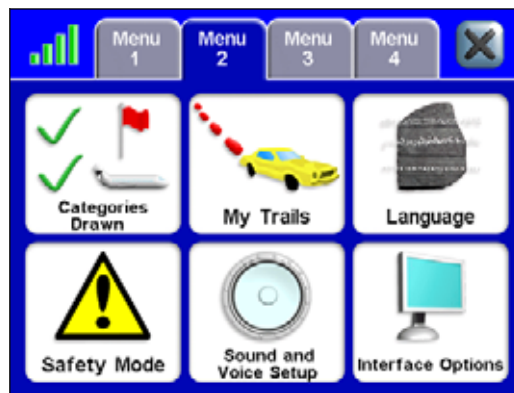 Menu 1
Menu 2
Menu 3
Menu 4
Categories
Drawn
My Trails
Language
Safety Mode
Sound and
Voice Setup
Interface Options